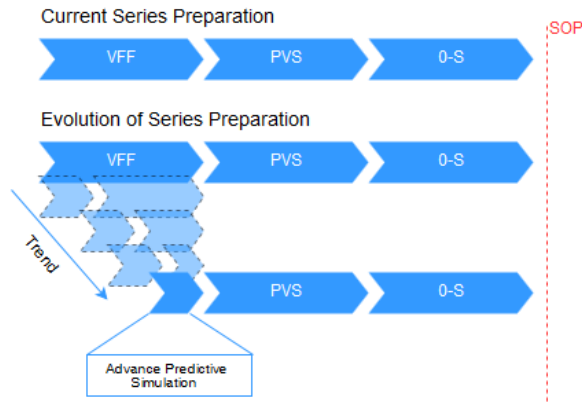 Current Series Preparation
SOP
VFF PVS 0-S
Evolution of Series Preparation
VFF PVS 0-S
Trend
PVS 0-S
Advance Predictive
Simulation